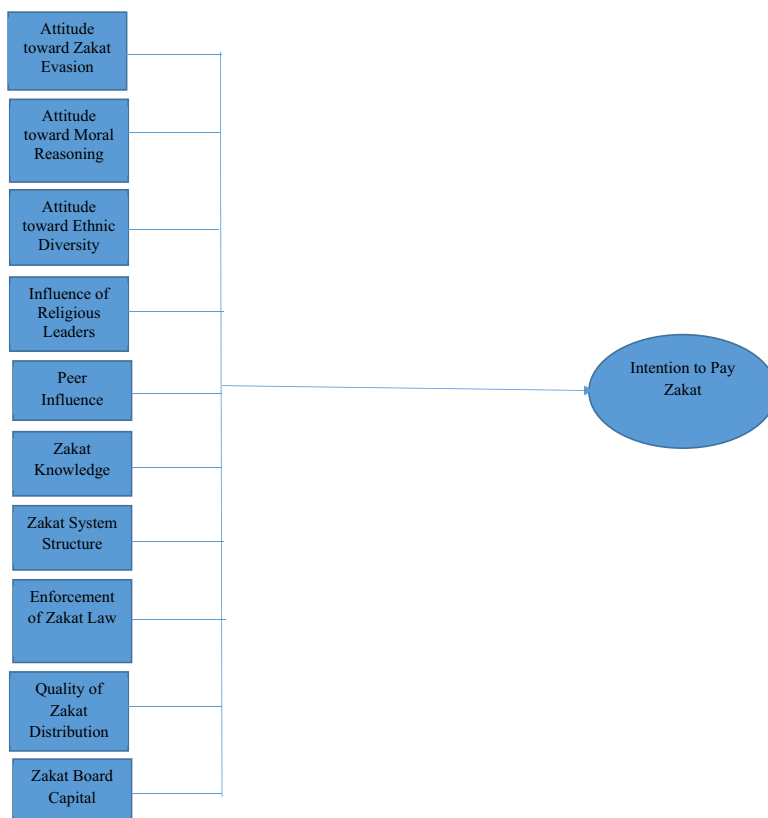 Attitude
toward Zakat
Evasion
Attitude
toward Moral
Reasoning
Attitude
toward Ethnic
Diversity
Influence of
Religious
Leaders
Peer
Influence
Zakat
Knowledge
Zakat System
Structure
Enforcement
of Zakat Law
Quality of
Zakat
Distribution
Zakat Board
Capital
Intention to Pay
Zakat